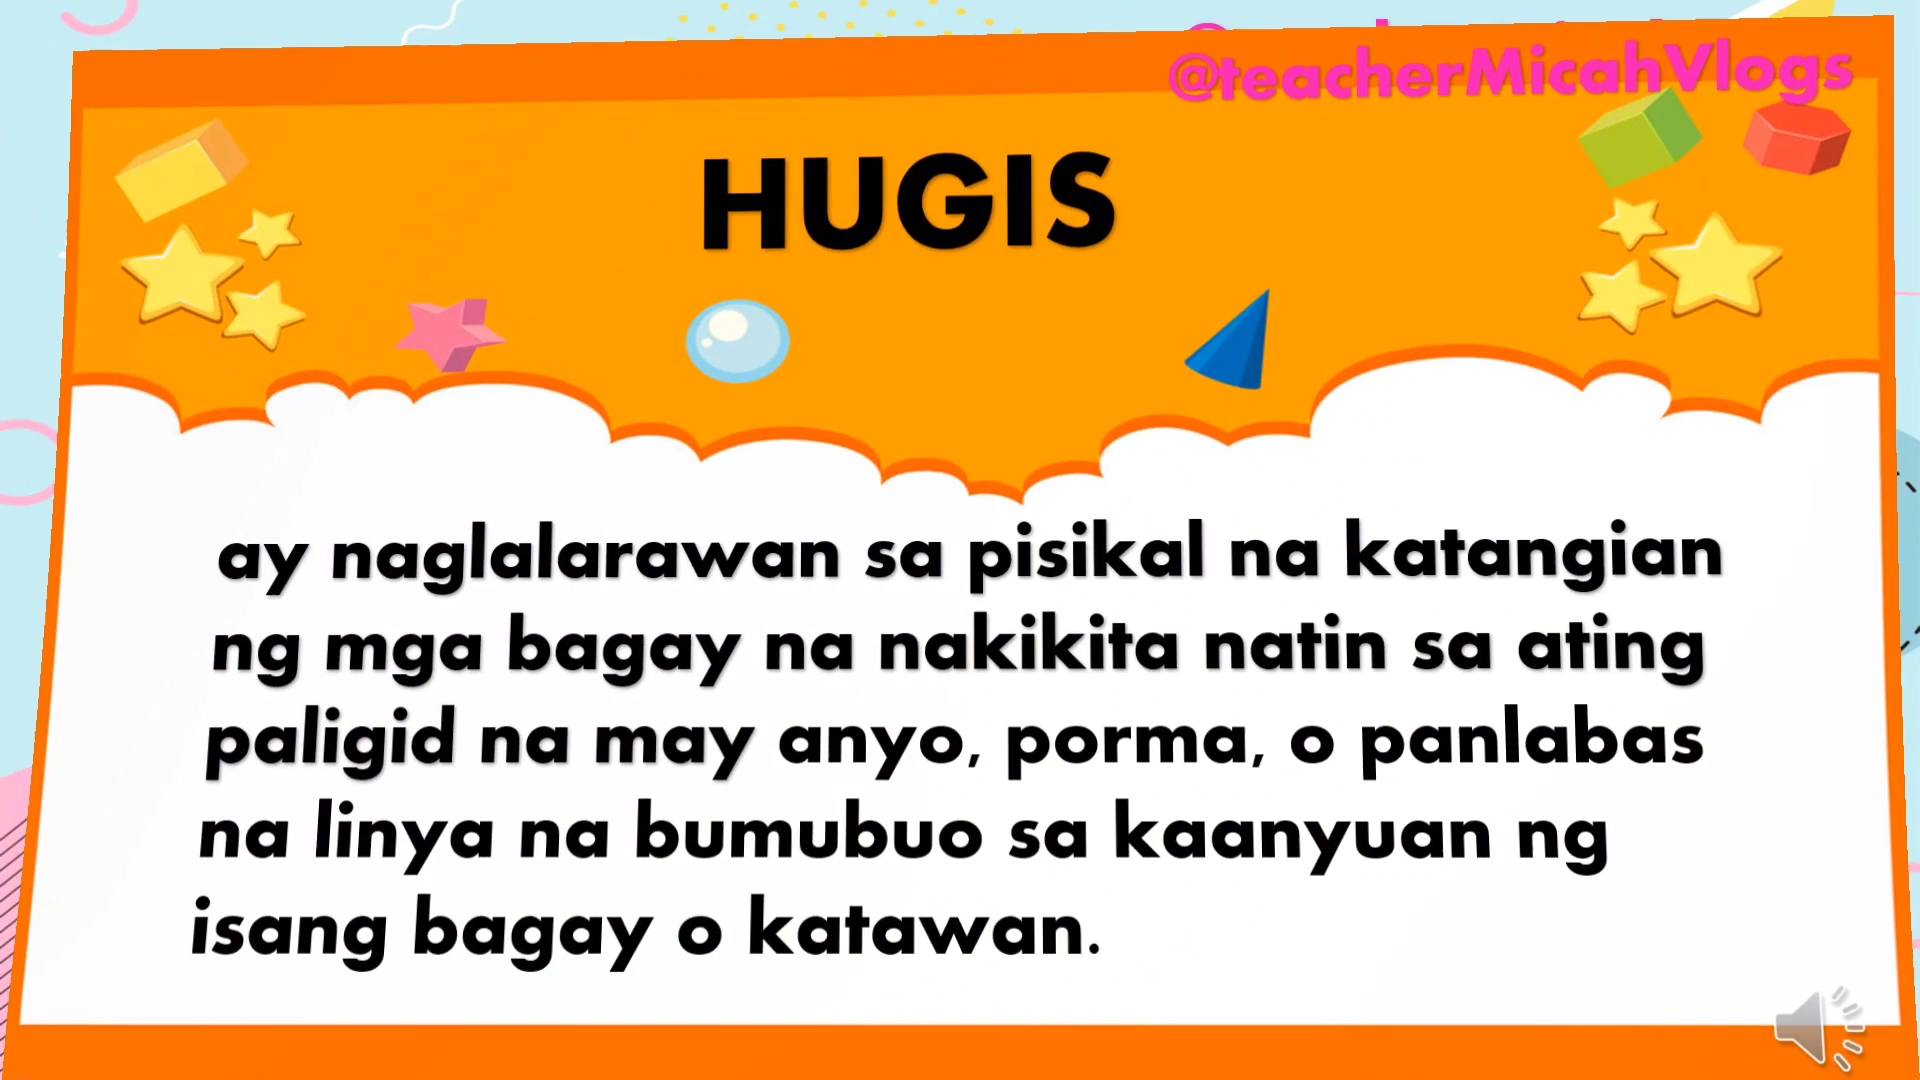 @teacherMicahVlogs
HUGIS
ay naglalarawan sa pisikal na katangian
ng mga bagay na nakikita natin sa ating
paligid na may anyo, porma, o panlabas
na linya na bumubuo sa kaanyuan ng
isang bagay o katawan.